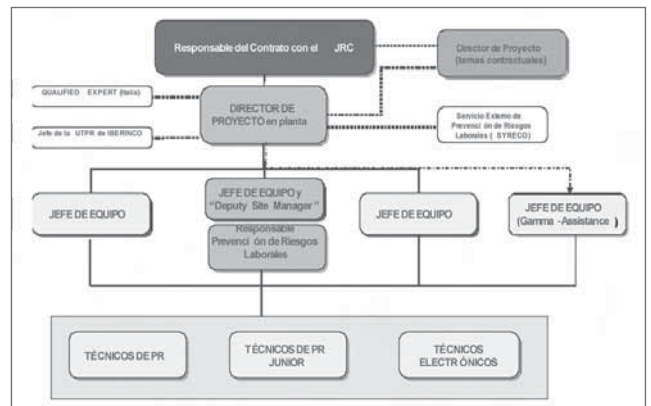 Responsable del Contrato con el JRC
Director de Proyecto
(temas contractuales)
QUALIFIED EXPERT (Italia)
DIRECTOR DE
PROYECTO en planta
Jefe de la UTPR de IBERINCO
Servicio Externo de
Prevención de Riesgos
Laborales ( SYRECO)
JEFE DE EQUIPO
JEFE DE EQUIPO y
"Deputy Site Manager"
JEFE DE EQUIPO
JEFE DE EQUIPO
(Gamma -Assistance )
Responsable
Prevención de Riesgos
Laborales
TÉCNICOS DE PR
TÉCNICOS DE PR
JUNIOR
TÉCNICOS
ELECTRÓNICOS